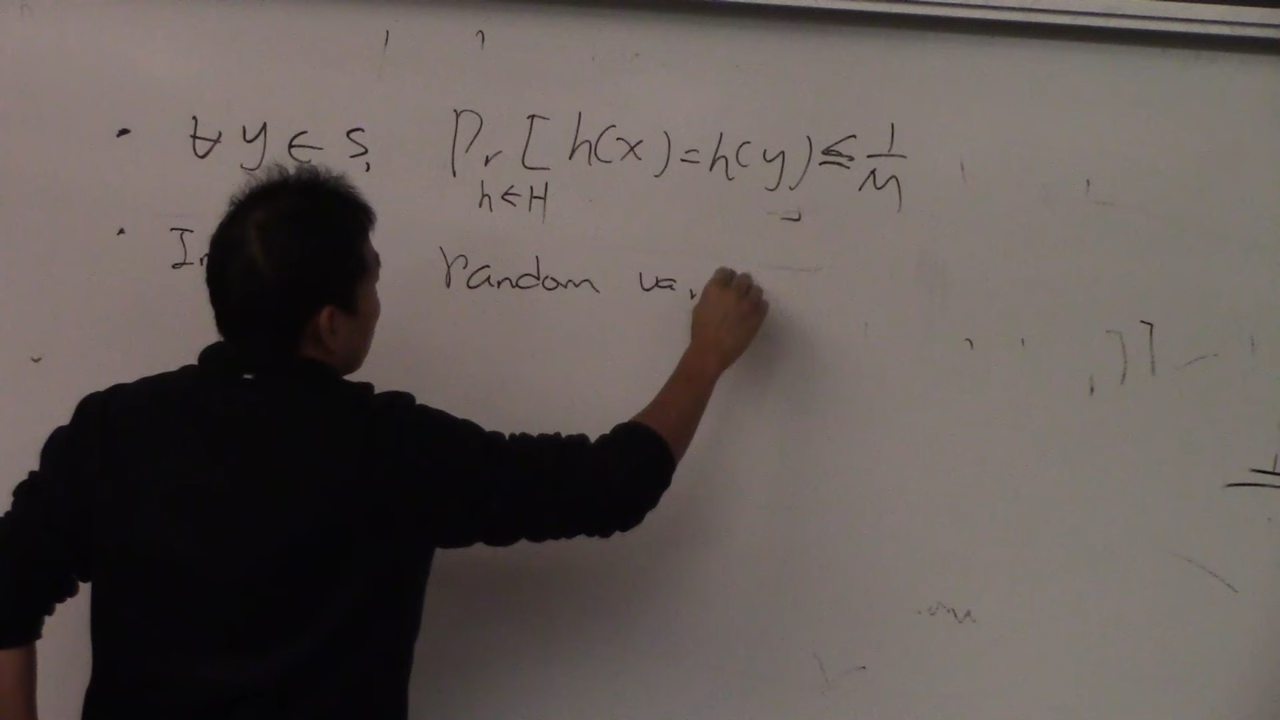 • ∀ y ∈ S, Pr [ h(x) = h(y) ≤ 1/M
h ∈ H
• random va